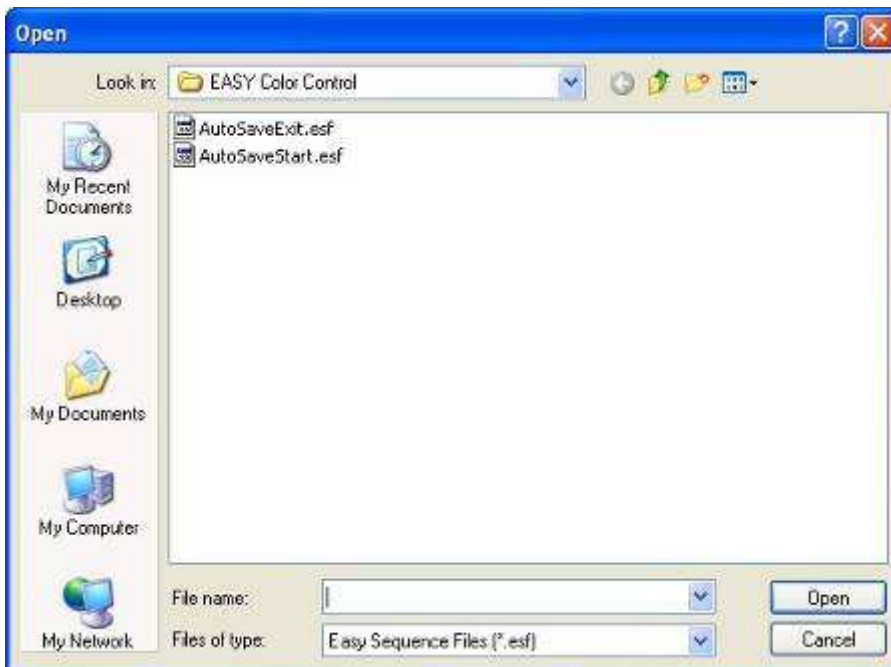 Open
Look in: EASY Color Control
AutoSaveExit.esf
AutoSaveStart.esf
My Recent
Documents
Desktop
My Documents
My Computer
My Network
File name:
Open
Files of type: Easy Sequence Files (*.esf)
Cancel